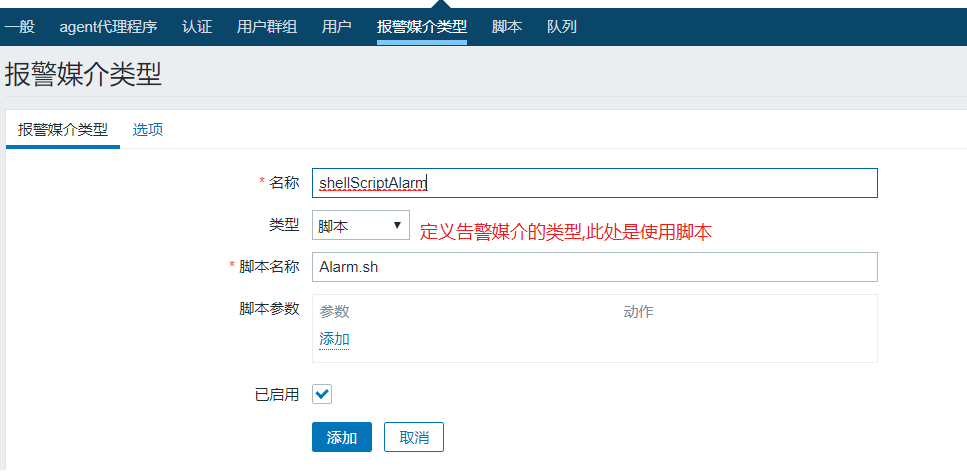 一般 agent代理程序 认证 用户群组 用户 报警媒介类型 脚本 队列
报警媒介类型
报警媒介类型 选项
* 名称 shellScriptAlarm
类型 脚本 ▼ 定义告警媒介的类型,此处是使用脚本
* 脚本名称 Alarm.sh
脚本参数 参数 动作
添加
已启用
添加 取消